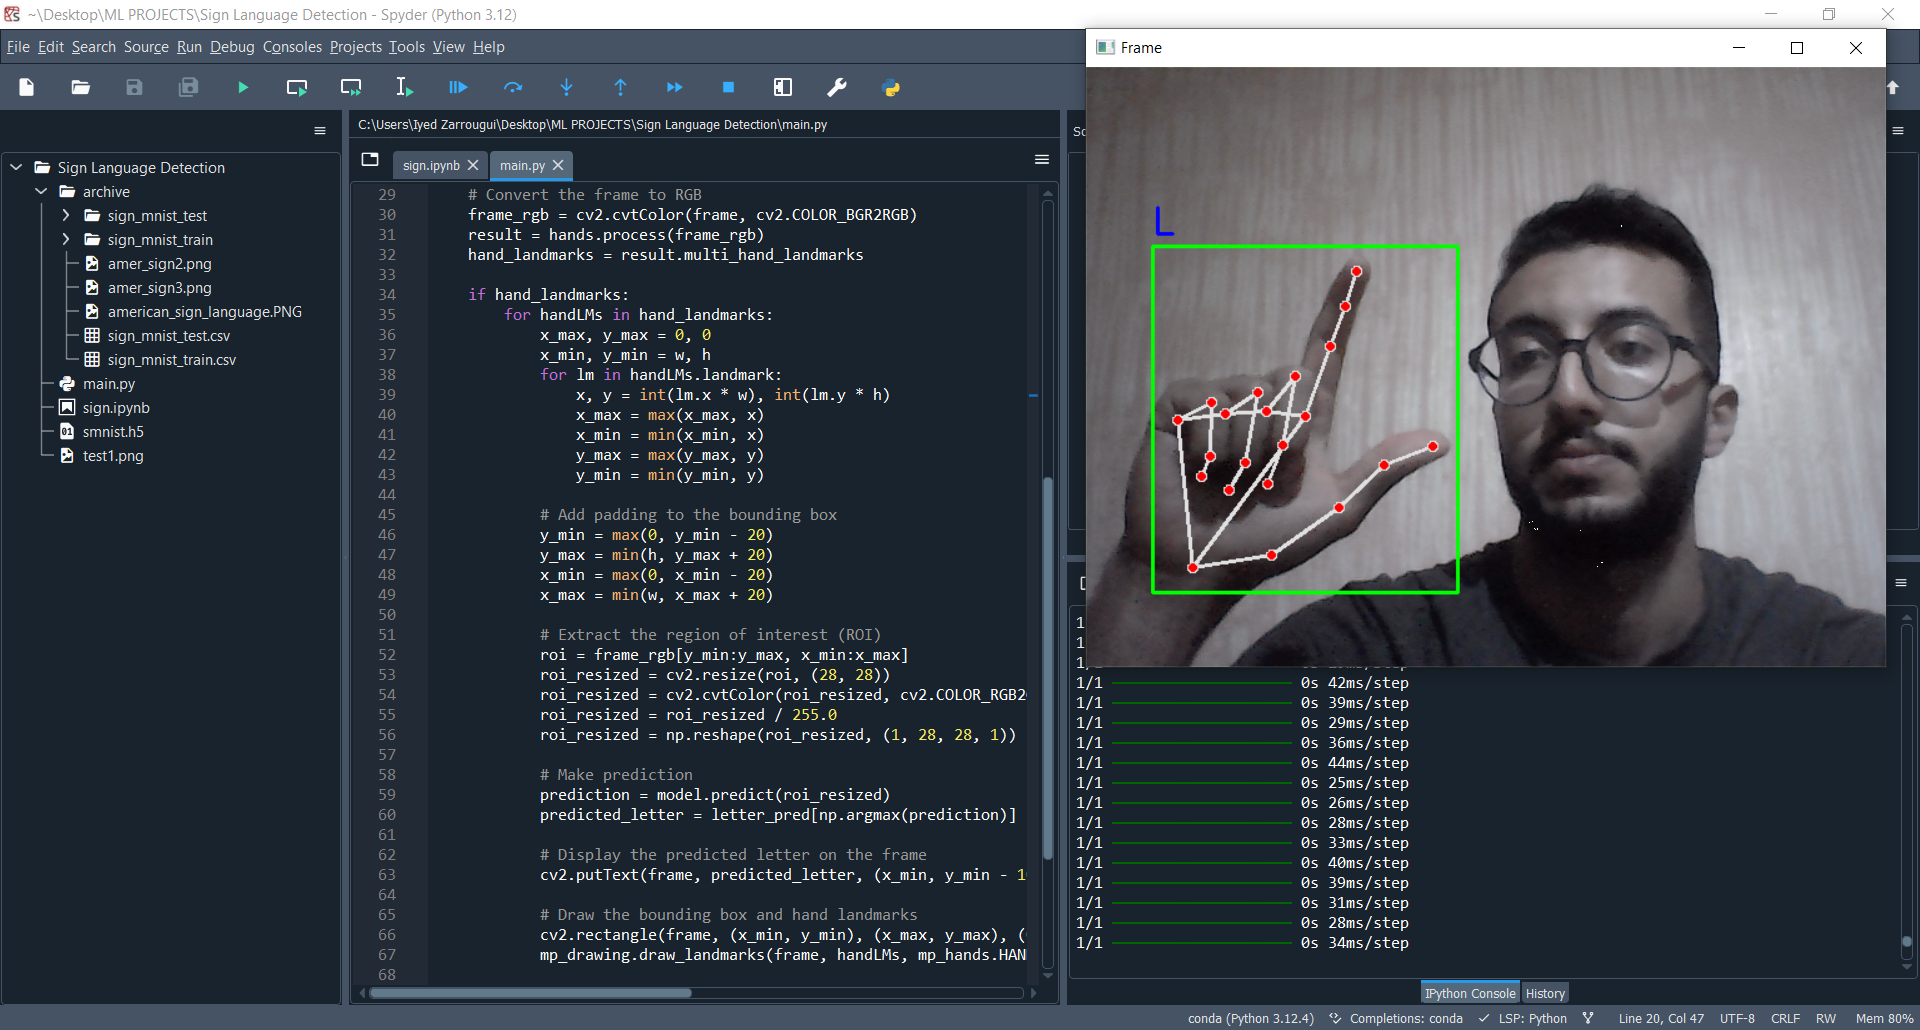 ~\Desktop\ML PROJECTS\Sign Language Detection - Spyder (Python 3.12)
File Edit Search Source Run Debug Consoles Projects Tools View Help
Sign Language Detection
archive
sign_mnist_test
sign_mnist_train
amer_sign2.png
amer_sign3.png
american_sign_language.PNG
sign_mnist_test.csv
sign_mnist_train.csv
main.py
sign.ipynb
smnist.h5
test1.png
C:\Users\Iyed Zarrougui\Desktop\ML PROJECTS\Sign Language Detection\main.py
sign.ipynb main.py
29 # Convert the frame to RGB
30 frame_rgb = cv2.cvtColor(frame, cv2.COLOR_BGR2RGB)
31 result = hands.process(frame_rgb)
32 hand_landmarks = result.multi_hand_landmarks
33
34 if hand_landmarks:
35 for handLMs in hand_landmarks:
36 x_max, y_max = 0, 0
37 x_min, y_min = w, h
38 for lm in handLMs.landmark:
39 x, y = int(lm.x * w), int(lm.y * h)
40 x_max = max(x_max, x)
41 x_min = min(x_min, x)
42 y_max = max(y_max, y)
43 y_min = min(y_min, y)
44
45 # Add padding to the bounding box
46 y_min = max(0, y_min - 20)
47 y_max = min(h, y_max + 20)
48 x_min = max(0, x_min - 20)
49 x_max = min(w, x_max + 20)
50
51 # Extract the region of interest (ROI)
52 roi = frame_rgb[y_min:y_max, x_min:x_max]
53 roi_resized = cv2.resize(roi, (28, 28))
54 roi_resized = cv2.cvtColor(roi_resized, cv2.COLOR_RGB2
55 roi_resized = roi_resized / 255.0
56 roi_resized = np.reshape(roi_resized, (1, 28, 28, 1))
57
58 # Make prediction
59 prediction = model.predict(roi_resized)
60 predicted_letter = letter_pred[np.argmax(prediction)]
61
62 # Display the predicted letter on the frame
63 cv2.putText(frame, predicted_letter, (x_min, y_min - 1
64
65 # Draw the bounding box and hand landmarks
66 cv2.rectangle(frame, (x_min, y_min), (x_max, y_max), (
67 mp_drawing.draw_landmarks(frame, handLMs, mp_hands.HAN
68
Frame
L
1
1
1/1
1/1 0s 42ms/step
1/1 0s 39ms/step
1/1 0s 29ms/step
1/1 0s 36ms/step
1/1 0s 44ms/step
1/1 0s 25ms/step
1/1 0s 26ms/step
1/1 0s 28ms/step
1/1 0s 33ms/step
1/1 0s 40ms/step
1/1 0s 39ms/step
1/1 0s 31ms/step
1/1 0s 28ms/step
1/1 0s 34ms/step
IPython Console History
conda (Python 3.12.4) Completions: conda LSP: Python Line 20, Col 47 UTF-8 CRLF RW Mem 80%